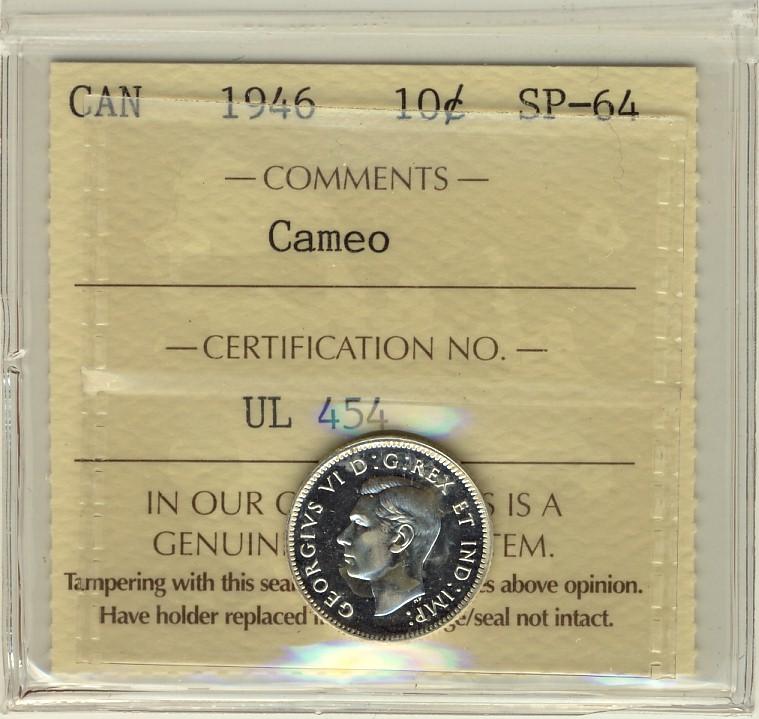 CAN 1946 10¢ SP-64
— COMMENTS —
Cameo
— CERTIFICATION NO. —
UL 454
IN OUR IS A
GENUIN TEM.
Tampering with this sea above opinion.
Have holder replaced /seal not intact.
GEORGIVS VI D:G:REX ET IND:IMP: